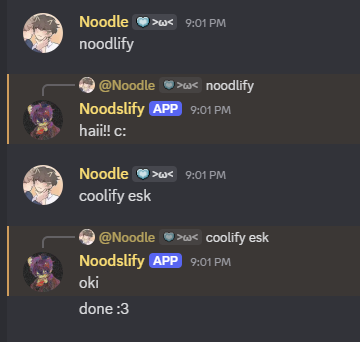 Noodle >ω< 9:01 PM
noodlify
@Noodle >ω< noodlify
Noodslify APP 9:01 PM
haii!! c:
Noodle >ω< 9:01 PM
coolify esk
@Noodle >ω< coolify esk
Noodslify APP 9:01 PM
oki
done :3